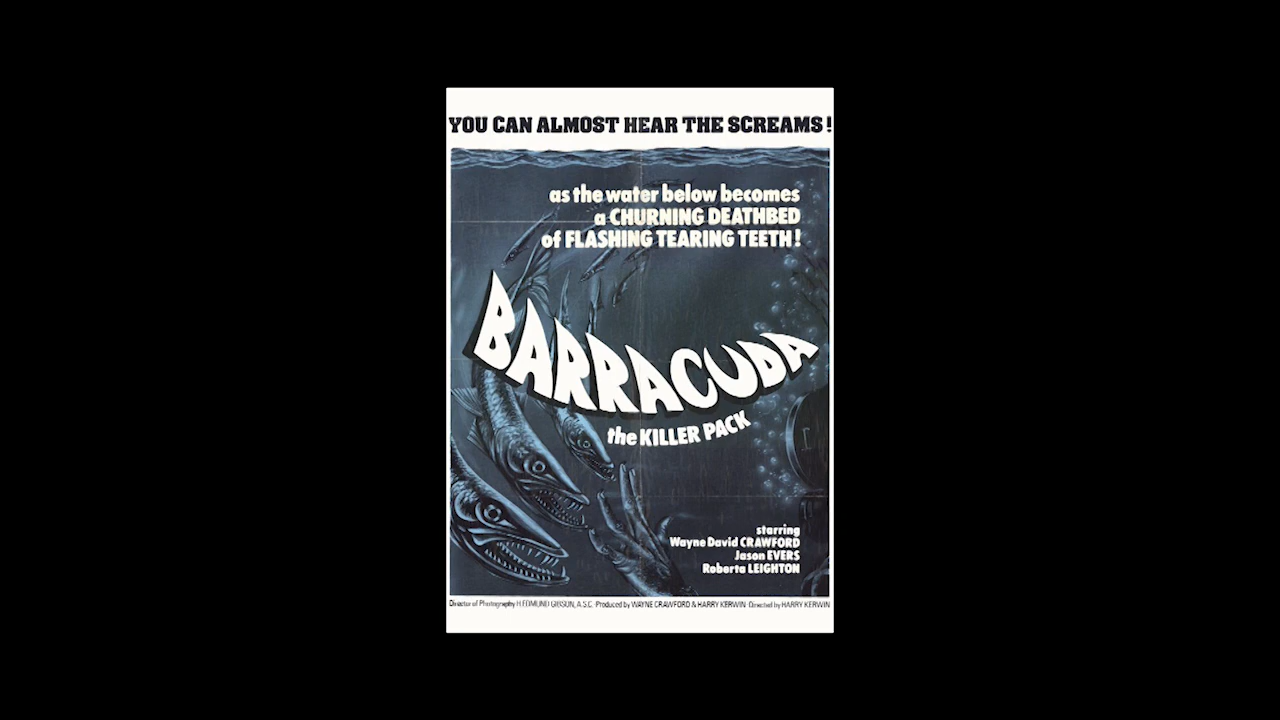 YOU CAN ALMOST HEAR THE SCREAMS!
as the water below becomes
a CHURNING DEATHBED
of FLASHING TEARING TEETH!
BARRACUDA
the KILLER PACK
starring
Wayne David CRAWFORD
Jason EVERS
Roberta LEIGHTON
Director of Photography H. EDMUND GIBSON, A.S.C. Produced by WAYNE CRAWFORD & HARRY KERWIN Directed by HARRY KERWIN